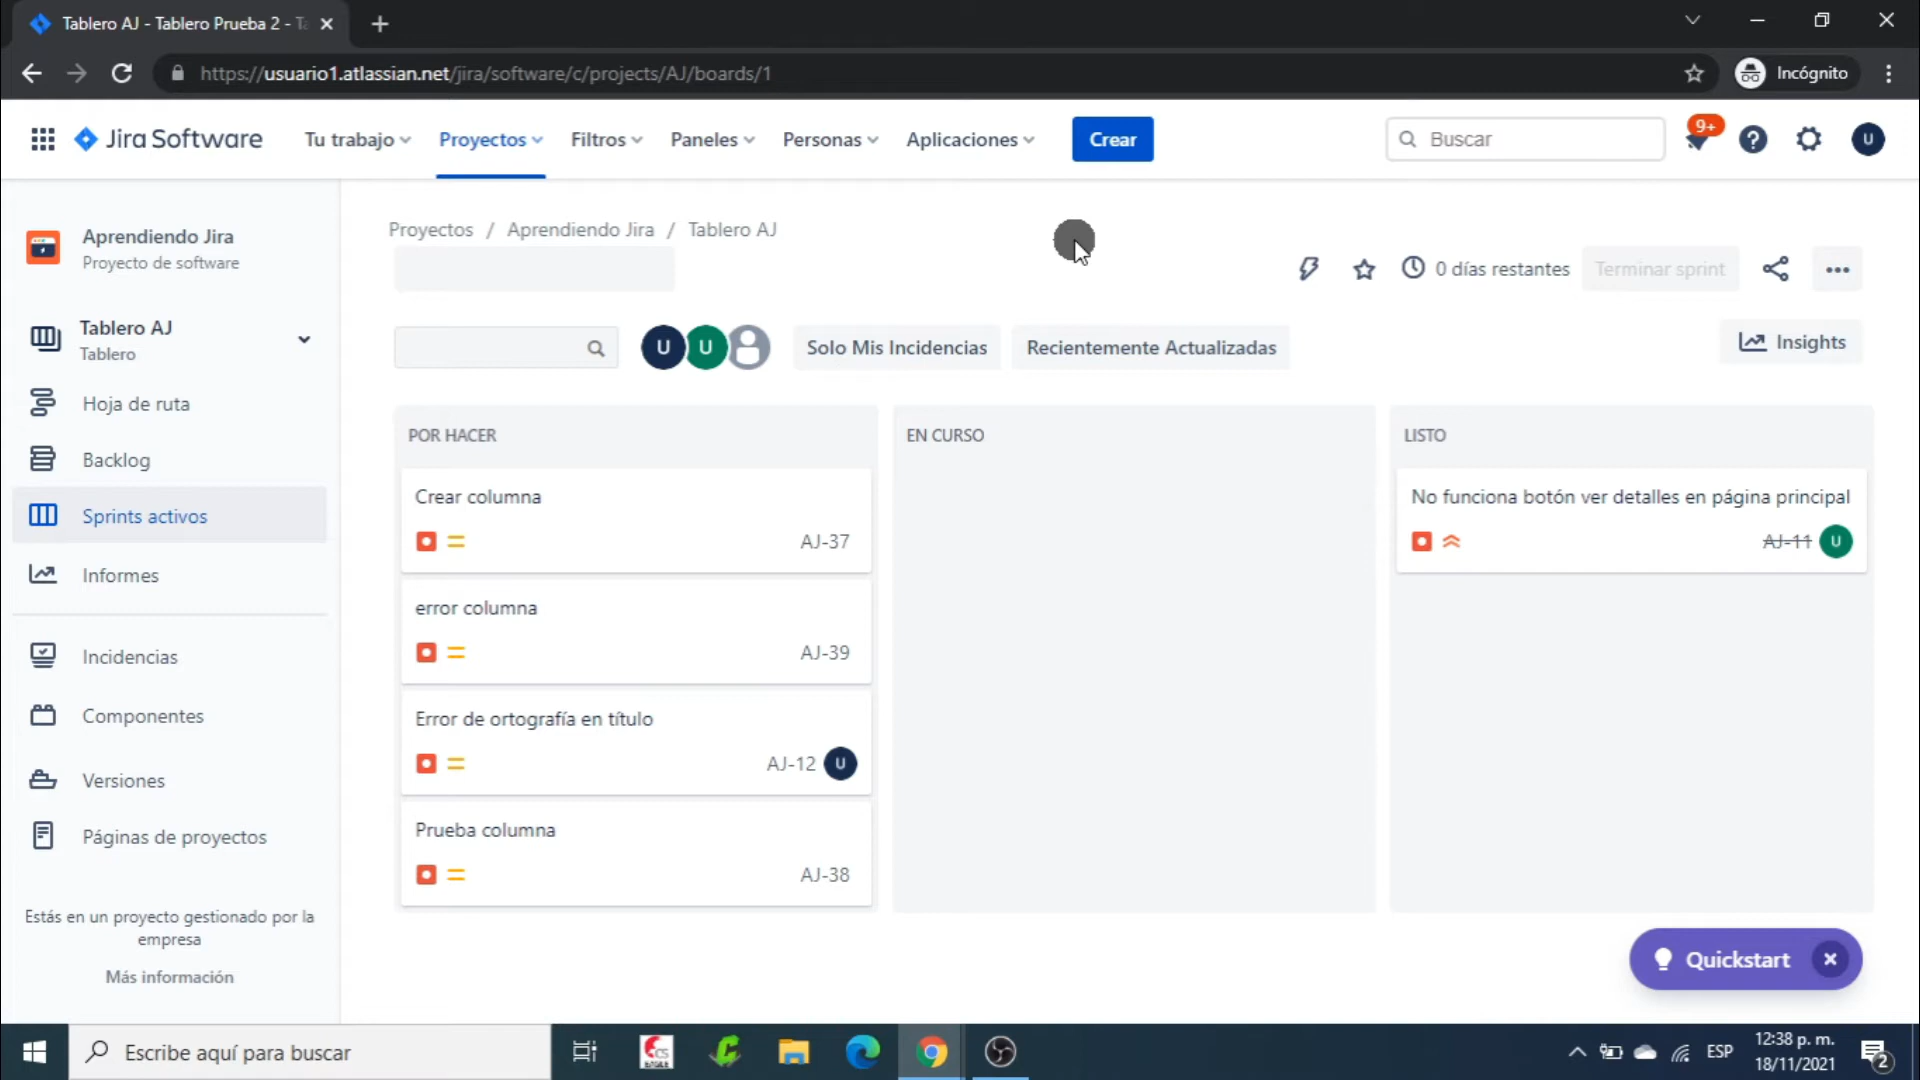 Tablero AJ - Tablero Prueba 2 - Ta
https://usuario1.atlassian.net/jira/software/c/projects/AJ/boards/1
Incógnito
Jira Software
Tu trabajo
Proyectos
Filtros
Paneles
Personas
Aplicaciones
Crear
Buscar
9+
U
Aprendiendo Jira
Proyecto de software
Tablero AJ
Tablero
Hoja de ruta
Backlog
Sprints activos
Informes
Incidencias
Componentes
Versiones
Páginas de proyectos
Estás en un proyecto gestionado por la
empresa
Más información
Proyectos / Aprendiendo Jira / Tablero AJ
0 días restantes
Terminar sprint
U
U
Solo Mis Incidencias
Recientemente Actualizadas
Insights
POR HACER
Crear columna
AJ-37
error columna
AJ-39
Error de ortografía en título
AJ-12 U
Prueba columna
AJ-38
EN CURSO
LISTO
No funciona botón ver detalles en página principal
AJ-11 U
Quickstart
Escribe aquí para buscar
CS
EAGLE
ESP
12:38 p. m.
18/11/2021
2